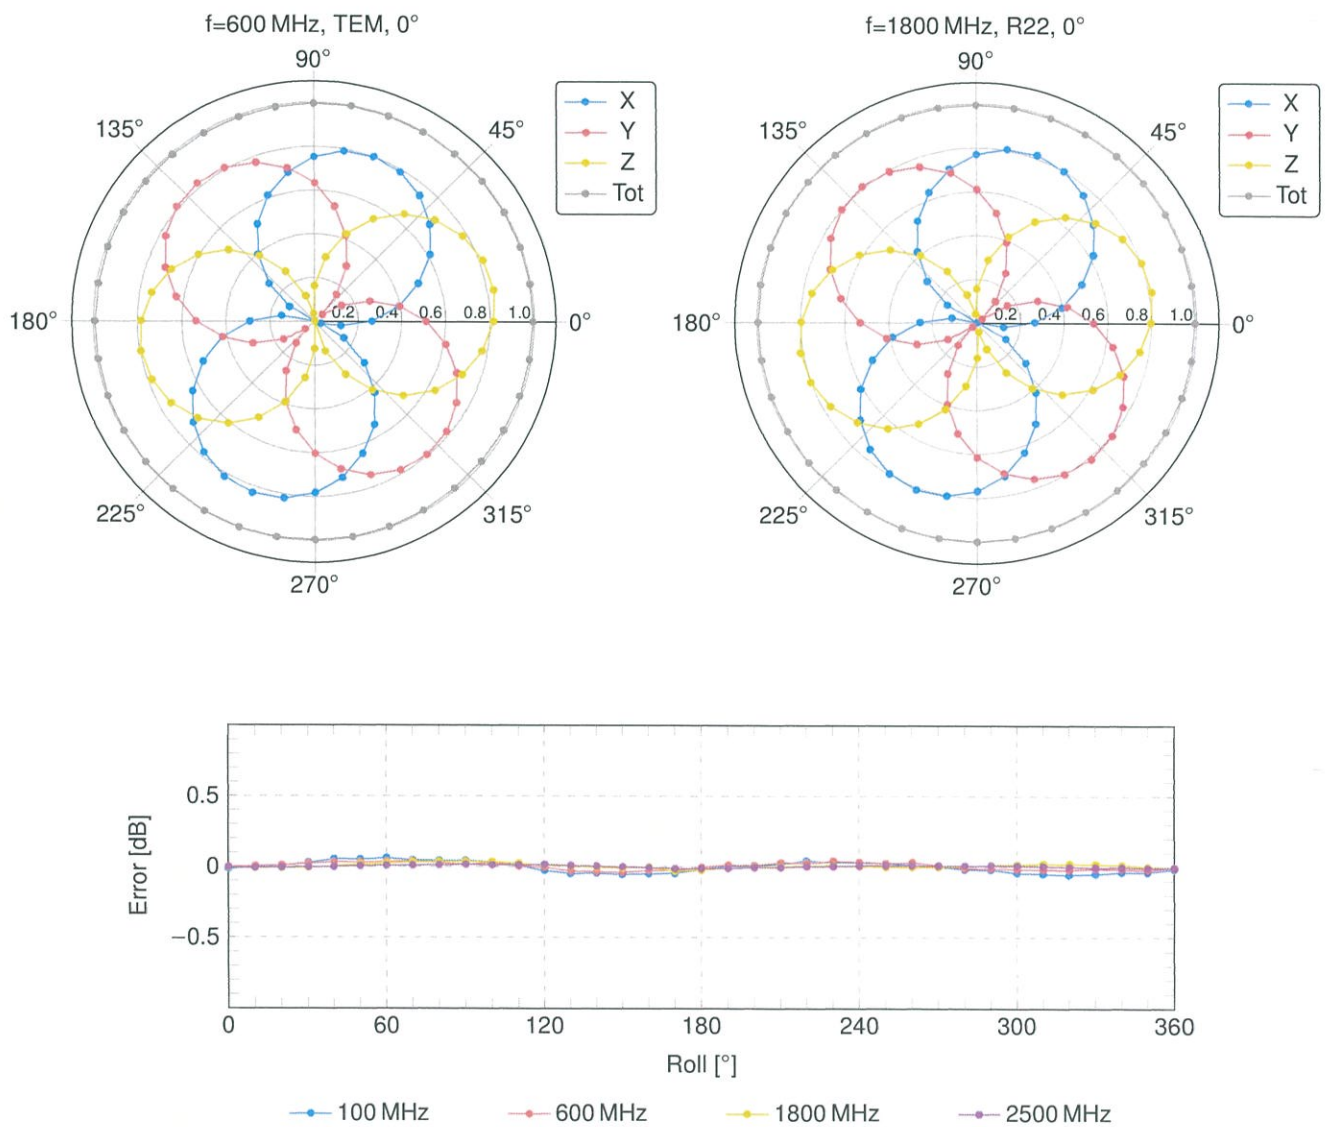 f=600 MHz, TEM, 0°
90°
135°
45°
X
Y
Z
Tot
180°
0.2 0.4 0.6 0.8 1.0
0°
225°
315°
270°
f=1800 MHz, R22, 0°
90°
135°
45°
X
Y
Z
Tot
180°
0.2 0.4 0.6 0.8 1.0
0°
225°
315°
270°
0.5
0
−0.5
Error [dB]
0 60 120 180 240 300 360
Roll [°]
100 MHz 600 MHz 1800 MHz 2500 MHz